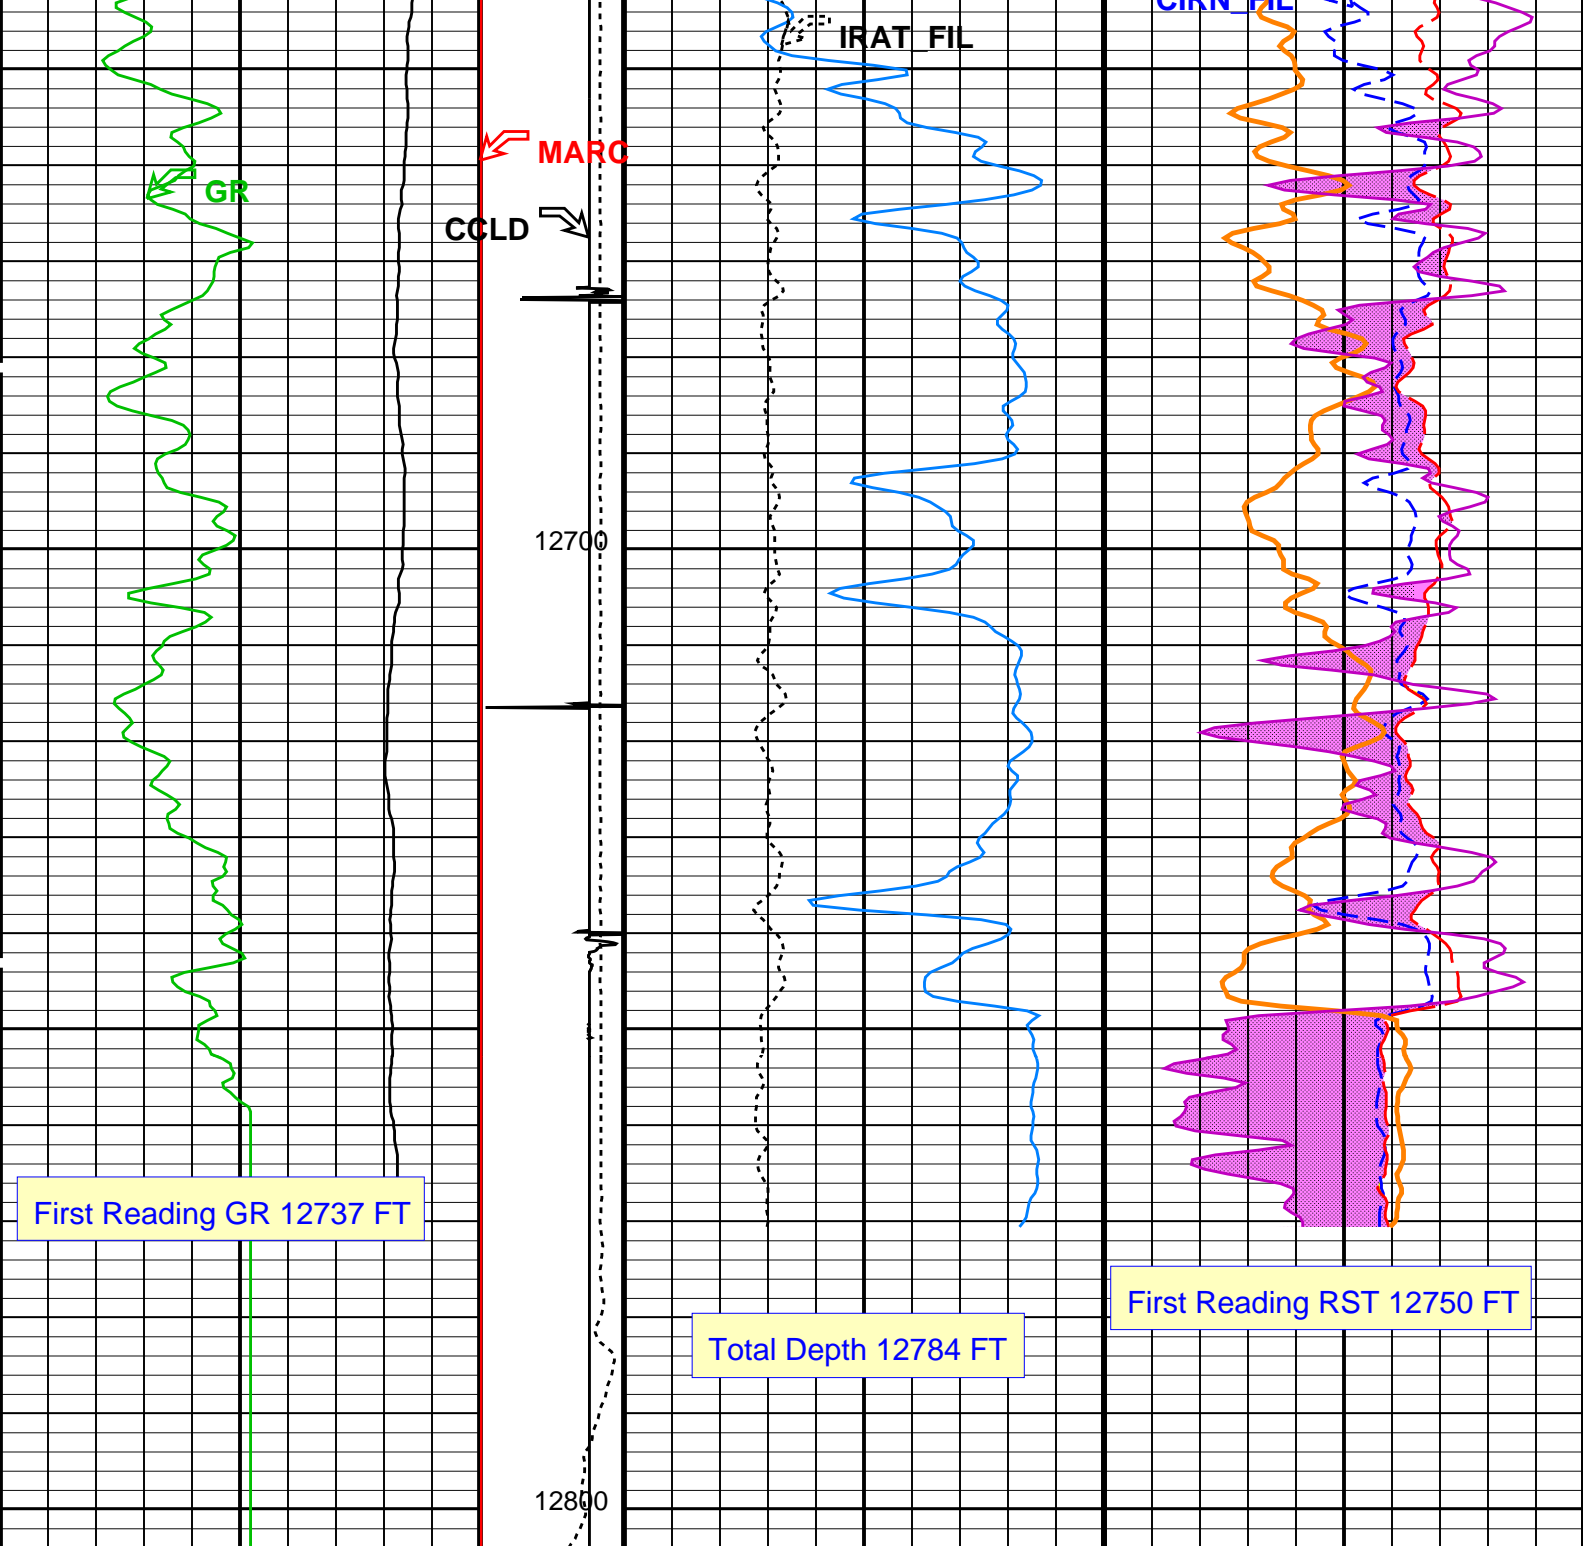 CIRN_FIL
IRAT_FIL
MARC
GR
CCLD
12700
First Reading GR 12737 FT
First Reading RST 12750 FT
Total Depth 12784 FT
12800